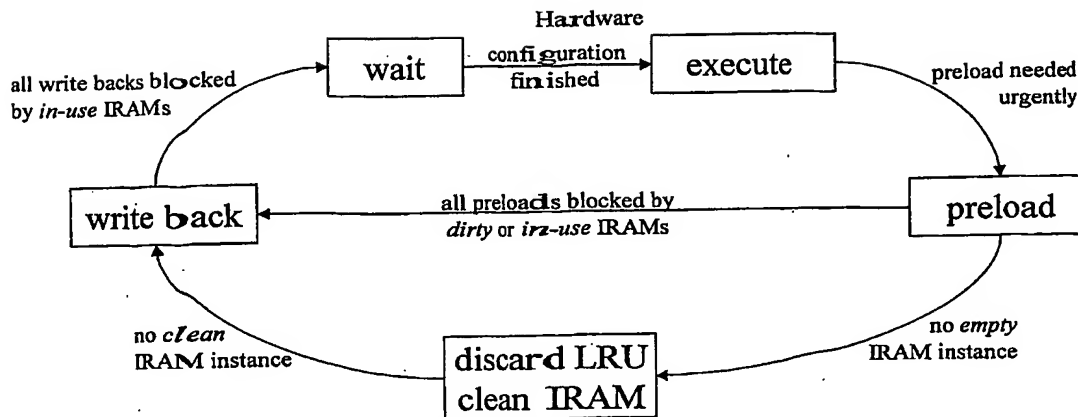 Hardware
wait
configuration
finished
execute
all write backs blocked
by in-use IRAMs
preload needed
urgently
write back
all preloads blocked by
dirty or in-use IRAMs
preload
no clean
IRAM instance
discard LRU
clean IRAM
no empty
IRAM instance